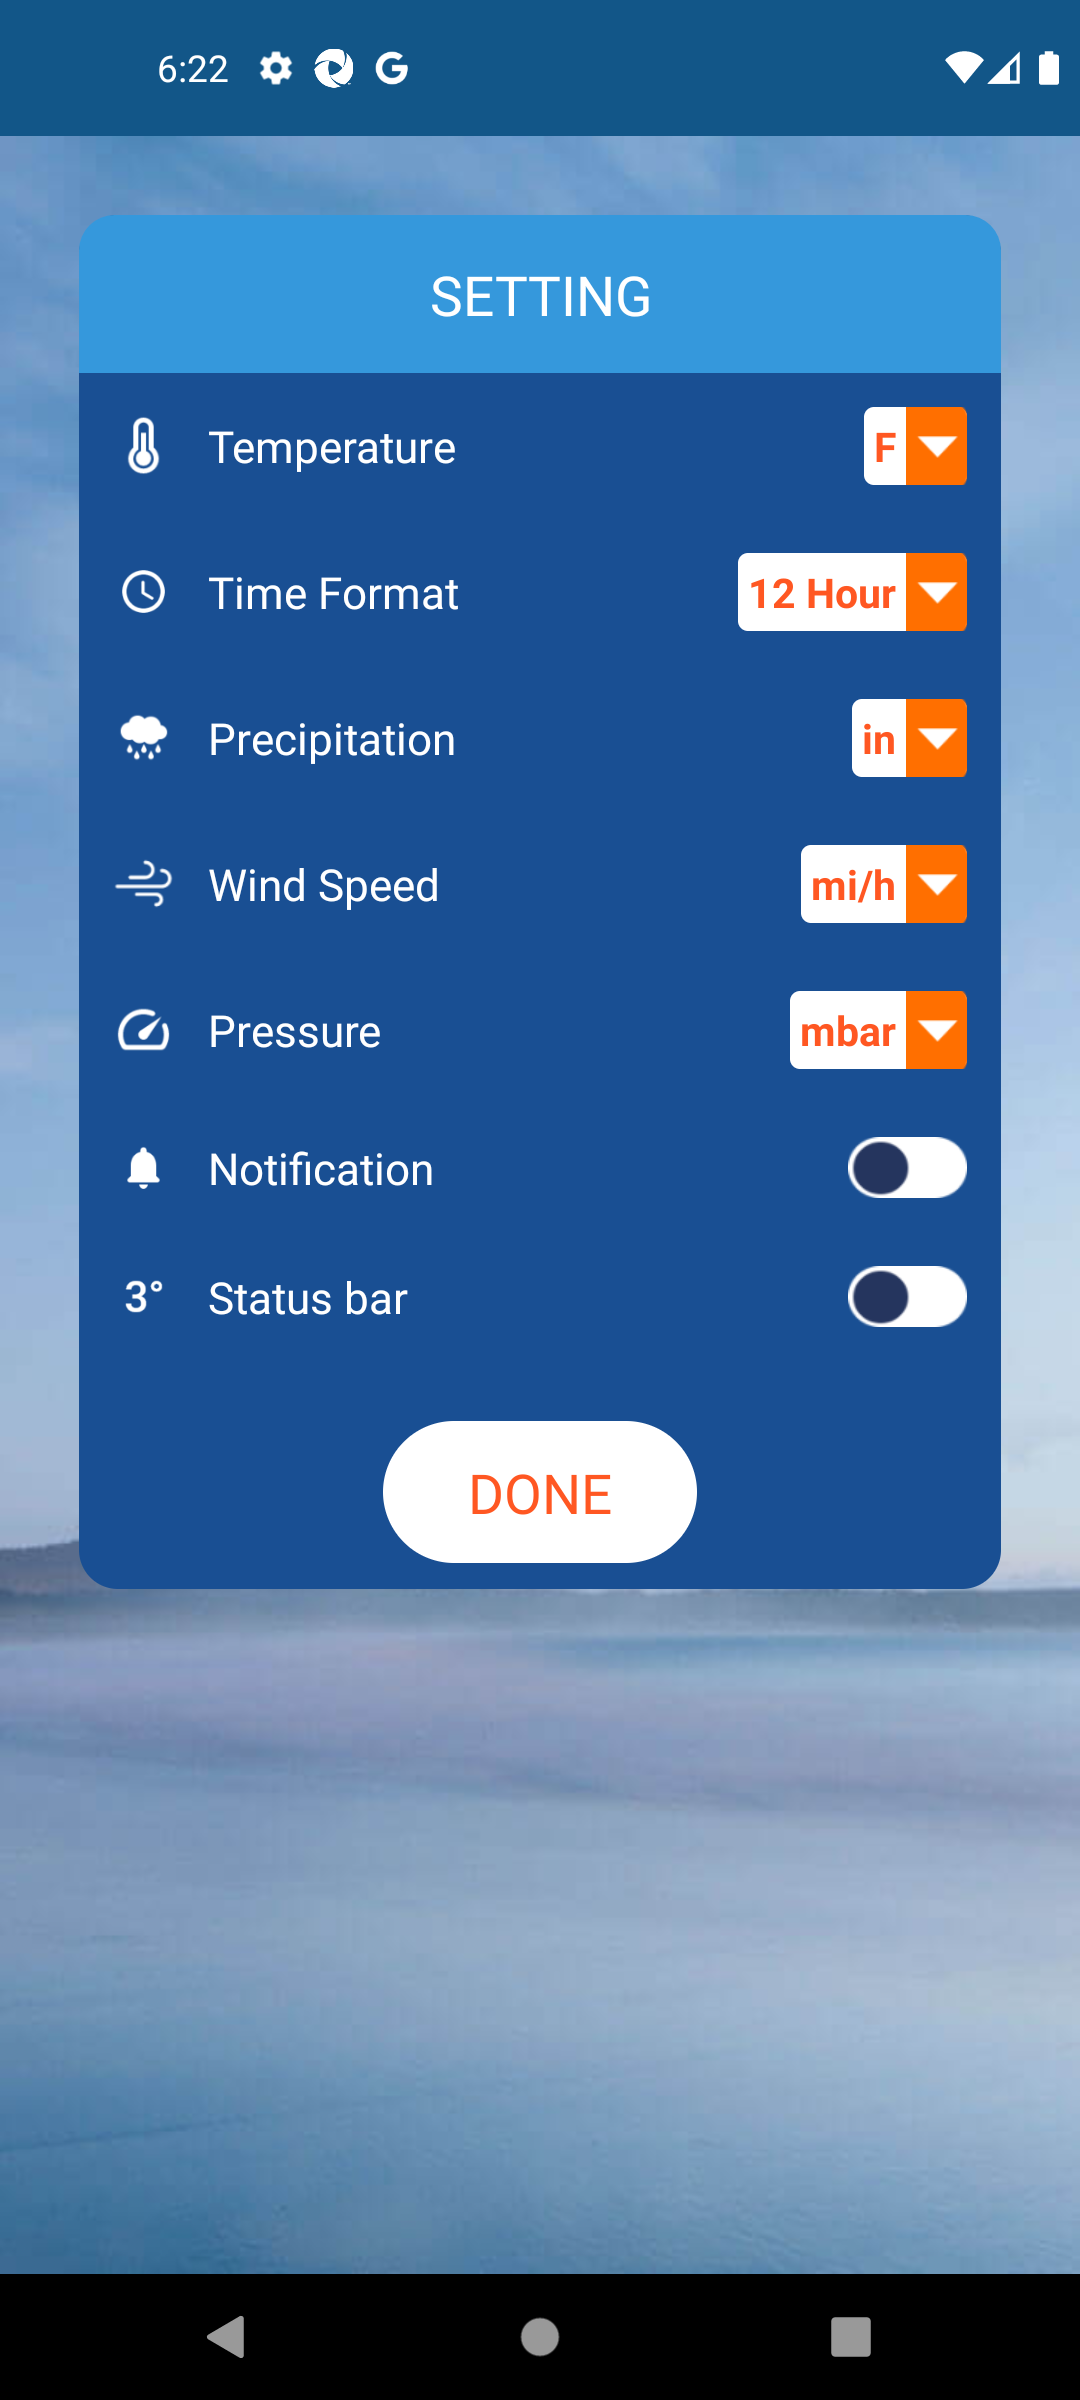 6:22
SETTING
Temperature F
Time Format 12 Hour
Precipitation in
Wind Speed mi/h
Pressure mbar
Notification
3° Status bar
DONE